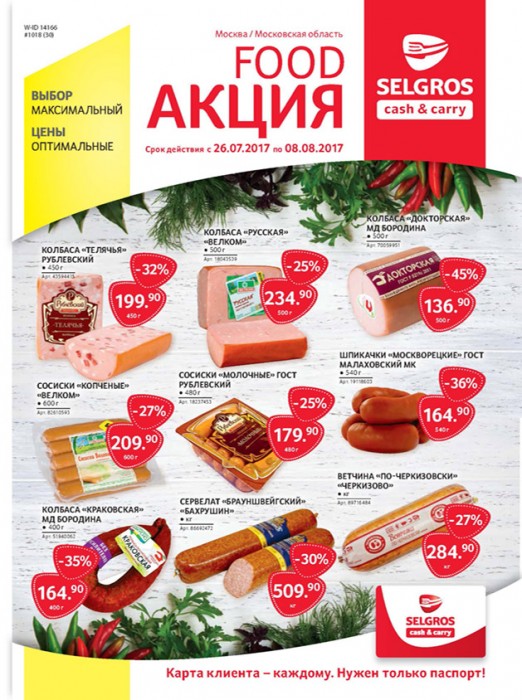 W-ID 14166
#1018 (30)
Москва / Московская область
FOOD
АКЦИЯ
Срок действия с 26.07.2017 по 08.08.2017
SELGROS
cash & carry
ВЫБОР
МАКСИМАЛЬНЫЙ
ЦЕНЫ
ОПТИМАЛЬНЫЕ
КОЛБАСА «ТЕЛЯЧЬЯ»
РУБЛЕВСКИЙ
• 450 г
-32%
199.90
450 г
КОЛБАСА «РУССКАЯ»
«ВЕЛКОМ»
• 500 г
-25%
234.90
500 г
КОЛБАСА «ДОКТОРСКАЯ»
МД БОРОДИНА
• 500 г
ДОКТОРСКАЯ
-45%
136.90
500 г
СОСИСКИ «КОПЧЕНЫЕ»
«ВЕЛКОМ»
• 600 г
-27%
209.90
600 г
СОСИСКИ «МОЛОЧНЫЕ» ГОСТ
РУБЛЕВСКИЙ
• 480 г
-25%
179.90
480 г
ШПИКАЧКИ «МОСКВОРЕЦКИЕ» ГОСТ
МАЛАХОВСКИЙ МК
• 540 г
-36%
164.90
540 г
КОЛБАСА «КРАКОВСКАЯ»
МД БОРОДИНА
• 400 г
КРАКОВСКАЯ
-35%
164.90
400 г
СЕРВЕЛАТ «БРАУНШВЕЙГСКИЙ»
«БАХРУШИН»
• кг
-30%
509.90
кг
ВЕТЧИНА «ПО-ЧЕРКИЗОВСКИ»
«ЧЕРКИЗОВО»
• кг
-27%
284.90
кг
SELGROS
cash & carry
Карта клиента – каждому. Нужен только паспорт!